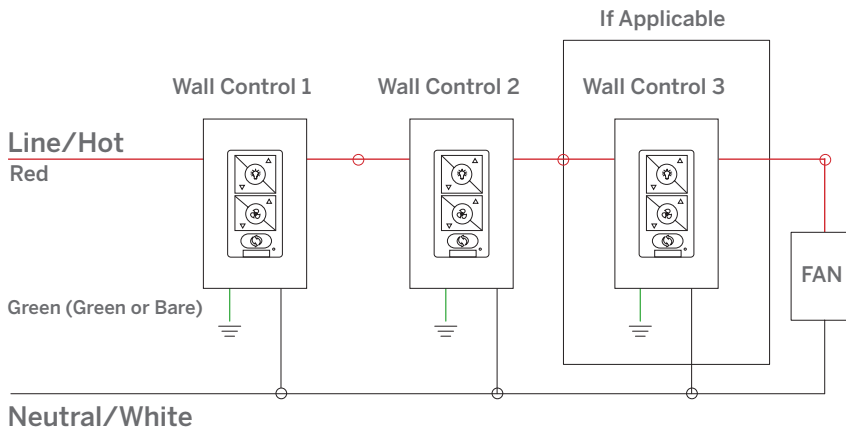 If Applicable
Wall Control 1
Wall Control 2
Wall Control 3
Line/Hot
Red
FAN
Green (Green or Bare)
Neutral/White